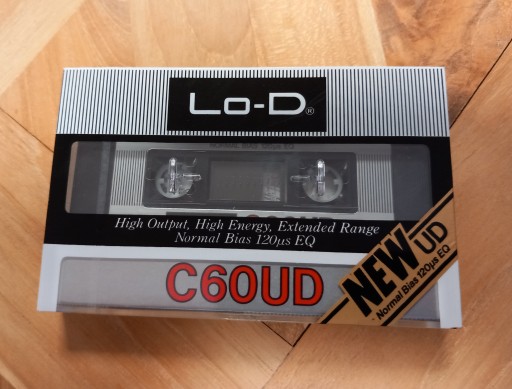 Lo-D®
NORMAL BIAS 120μs EQ
High Output, High Energy, Extended Range
Normal Bias 120μs EQ
C60UD
NEW UD
Normal Bias 120μs EQ